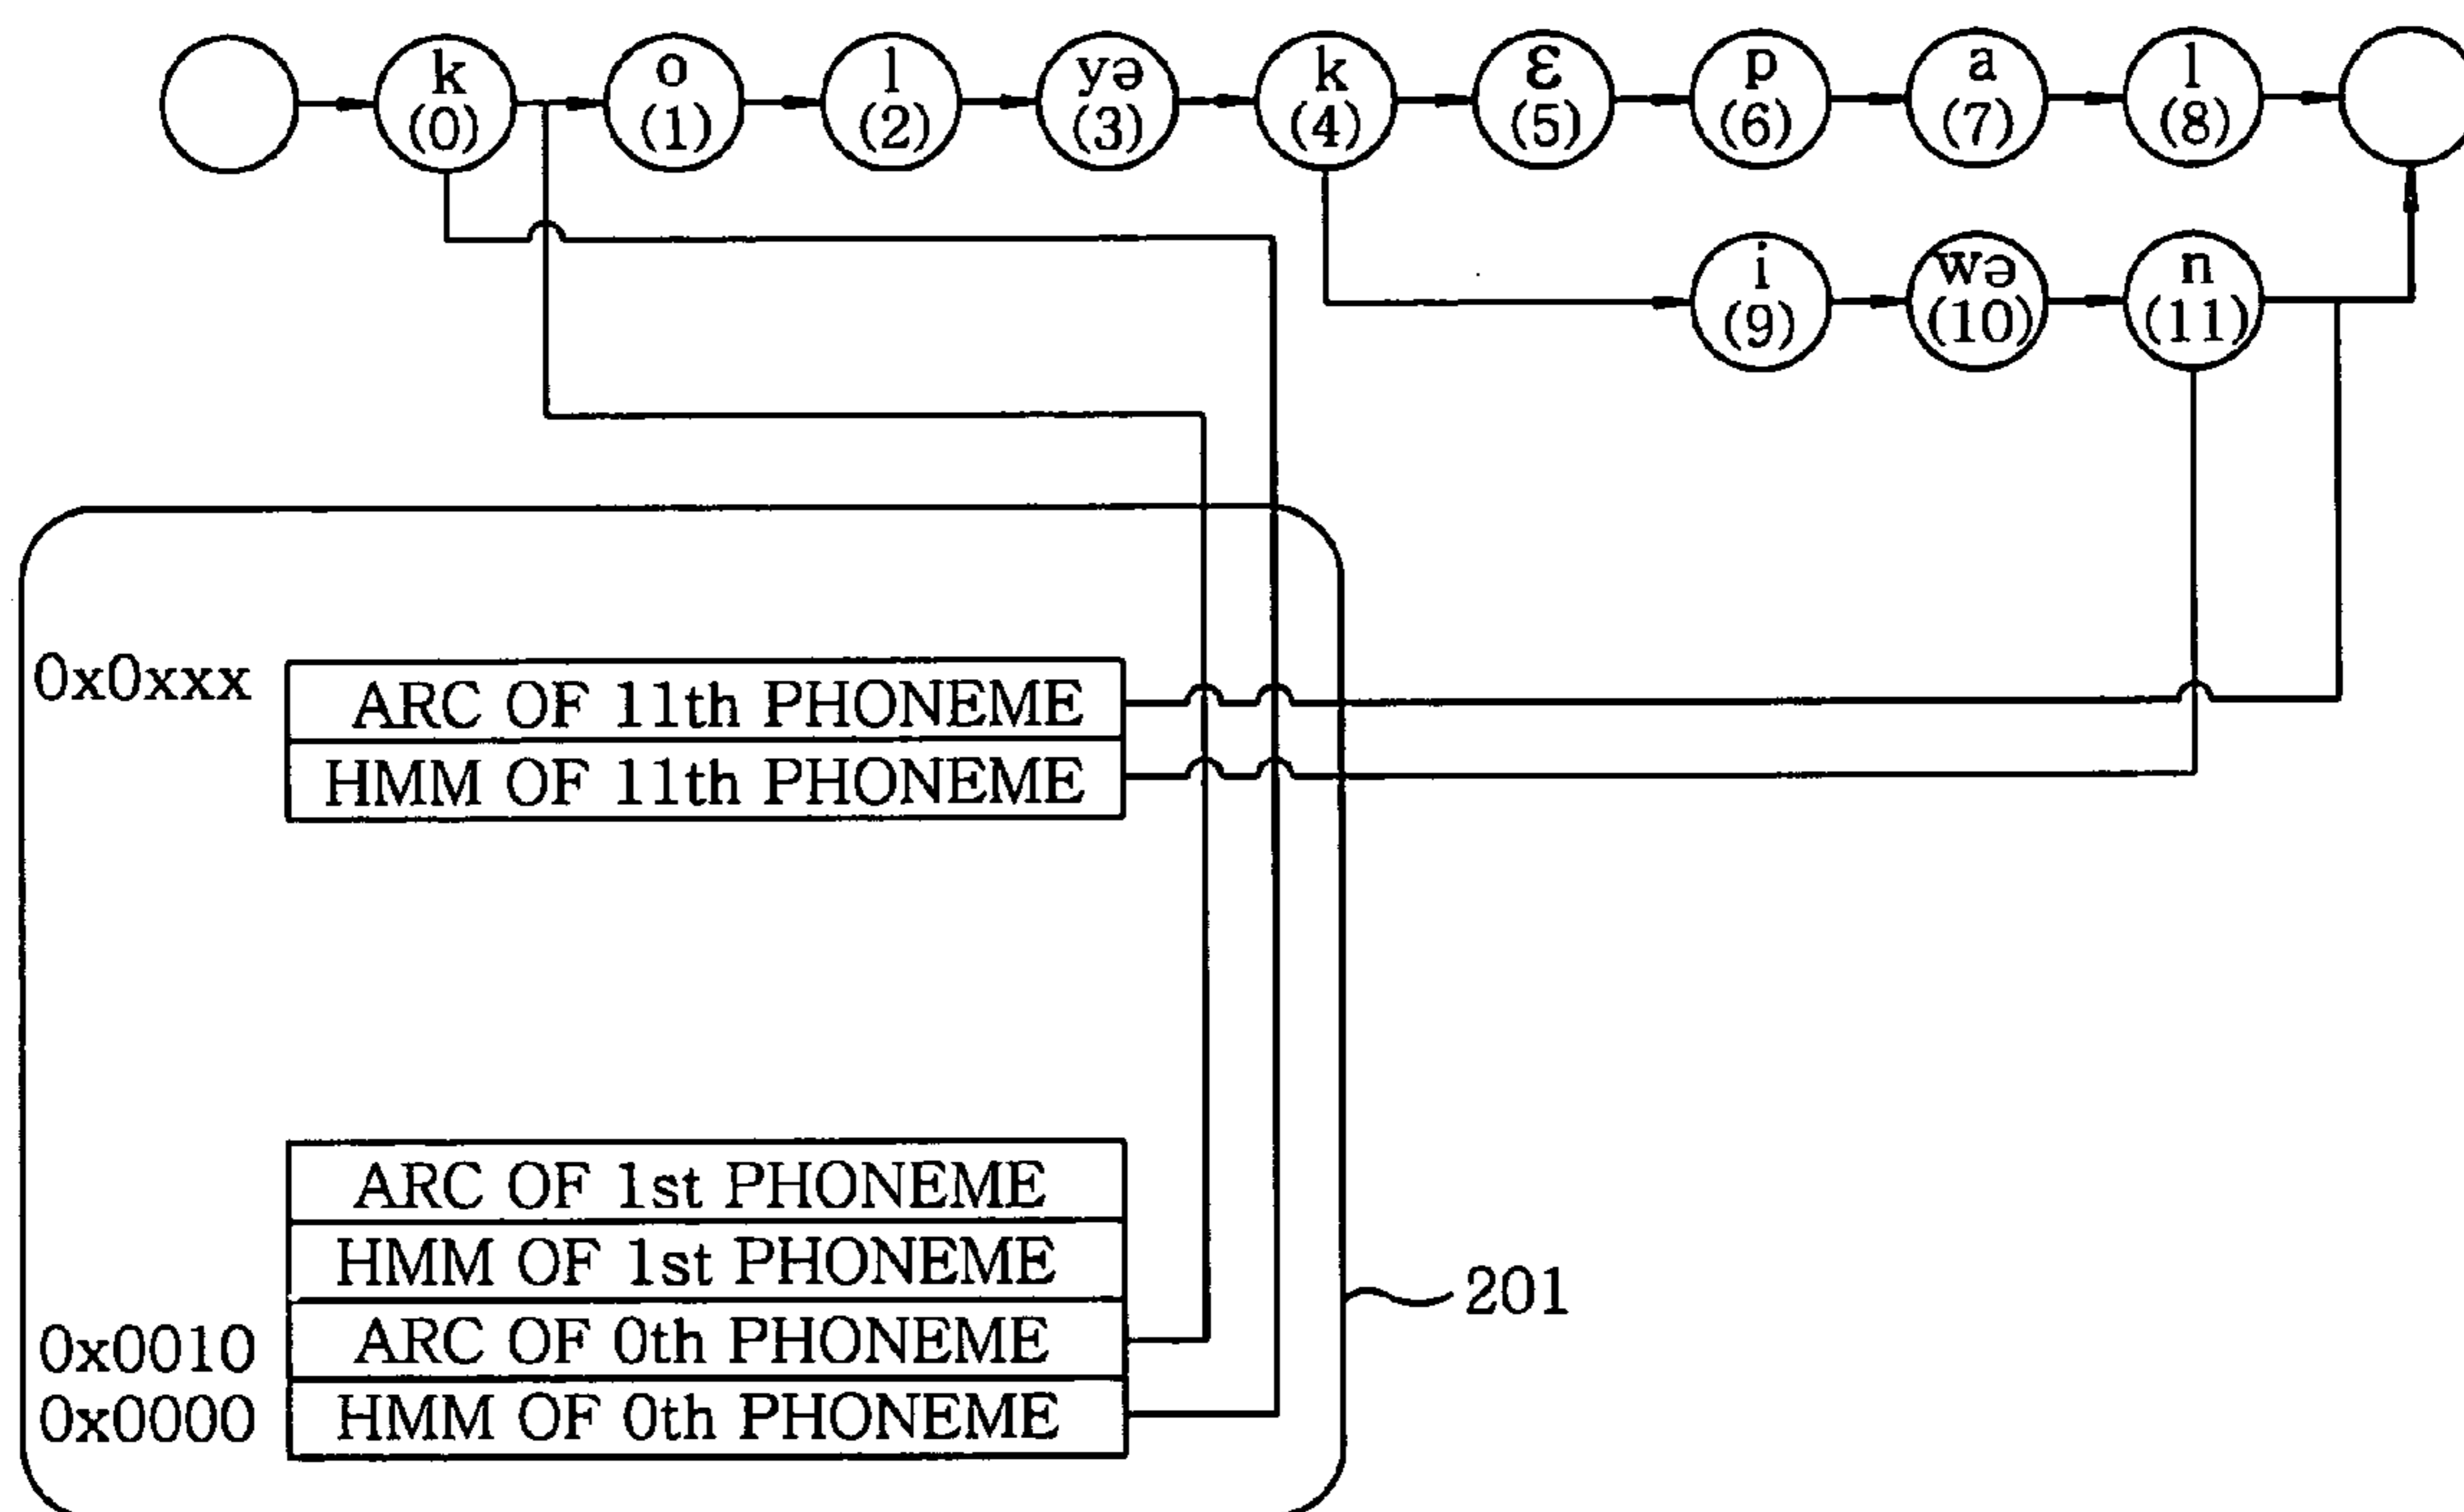 k o l yə k ɛ p a l
(0) (1) (2) (3) (4) (5) (6) (7) (8)
i wə n
(9) (10) (11)
0x0xxx ARC OF 11th PHONEME
HMM OF 11th PHONEME
ARC OF 1st PHONEME
HMM OF 1st PHONEME
201
0x0010 ARC OF 0th PHONEME
0x0000 HMM OF 0th PHONEME